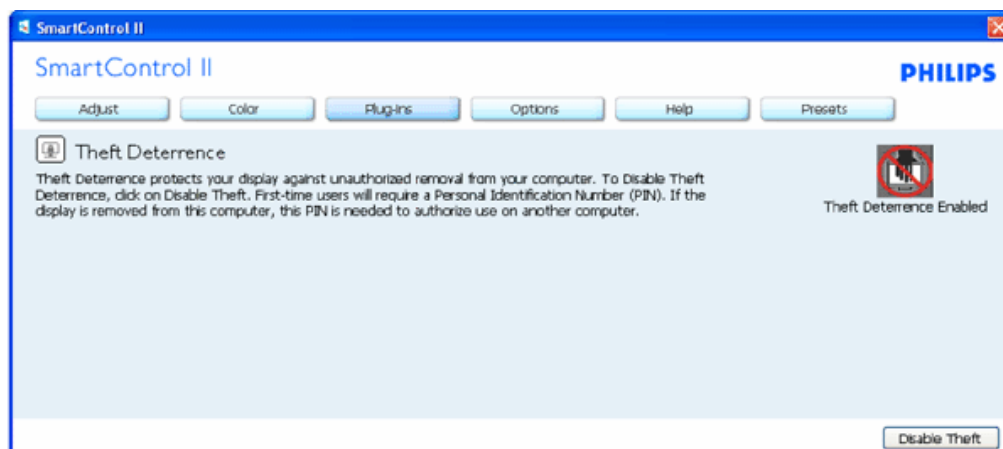 SmartControl II
SmartControl II
PHILIPS
Adjust Color Plug-Ins Options Help Presets
Theft Deterrence
Theft Deterrence protects your display against unauthorized removal from your computer. To Disable Theft
Deterrence, click on Disable Theft. First-time users will require a Personal Identification Number (PIN). If the
display is removed from this computer, this PIN is needed to authorize use on another computer.
Theft Deterrence Enabled
Disable Theft